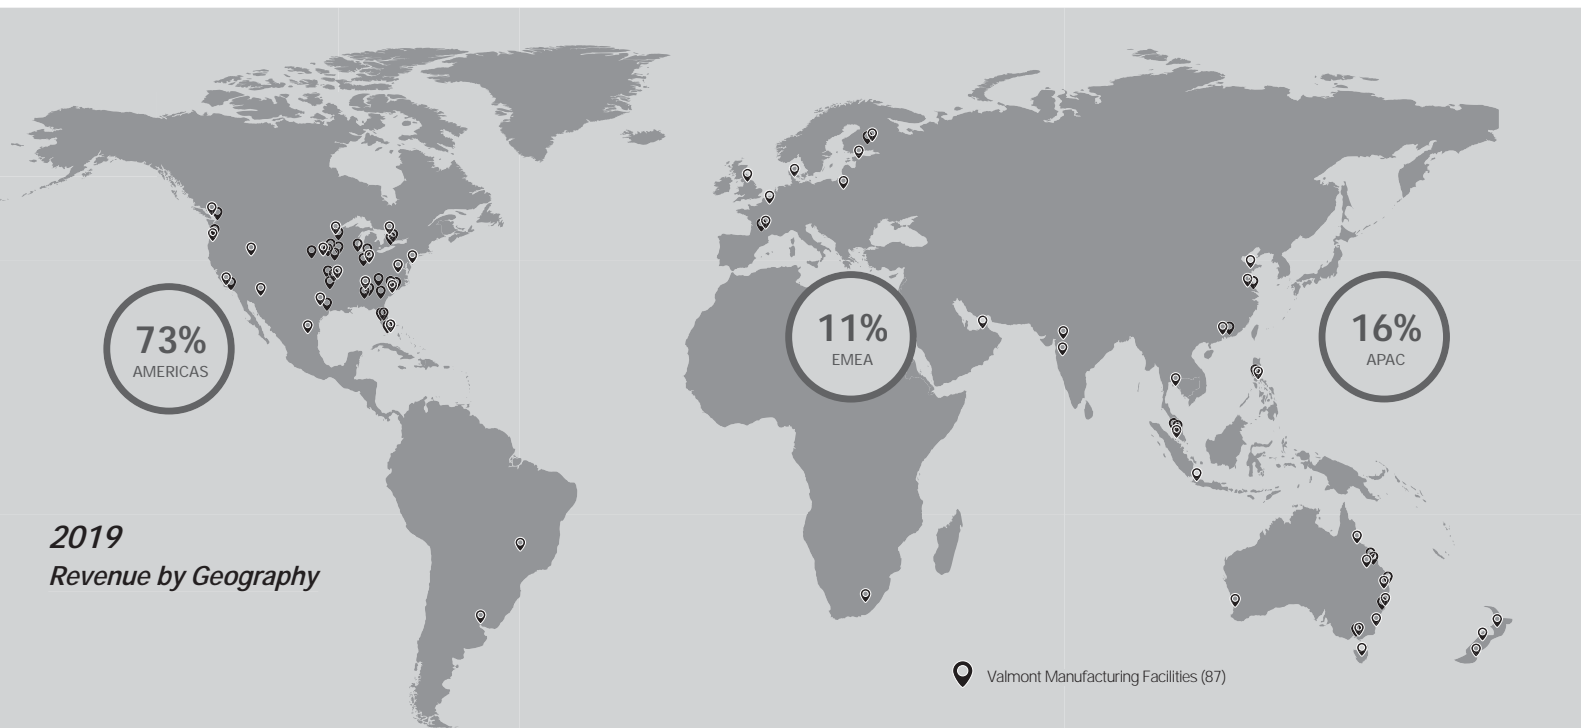 73%
AMERICAS
11%
EMEA
16%
APAC
2019
Revenue by Geography
Valmont Manufacturing Facilities (87)